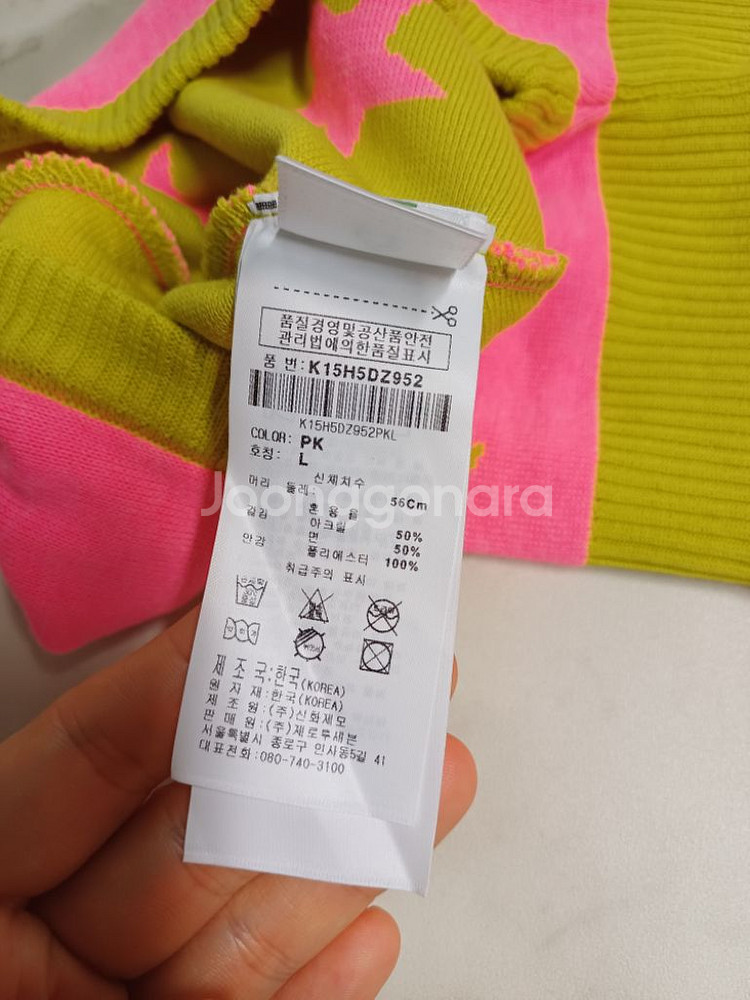 품질경영및공산품안전
관리법에의한품질표시
품 번: K15H5DZ952
K15H5DZ952PKL
COLOR: PK
호칭: L
신체치수
머리 둘레 56Cm
혼 용 율
겉감 아크릴 50%
면 50%
안감 폴리에스터 100%
취급주의 표시
제 조 국:한국(KOREA)
원 자 재:한국(KOREA)
제 조 원:(주)신화제모
판 매 원:(주)제로투세븐
서울특별시 종로구 인사동5길 41
대표전화:080-740-3100
Joonggonara